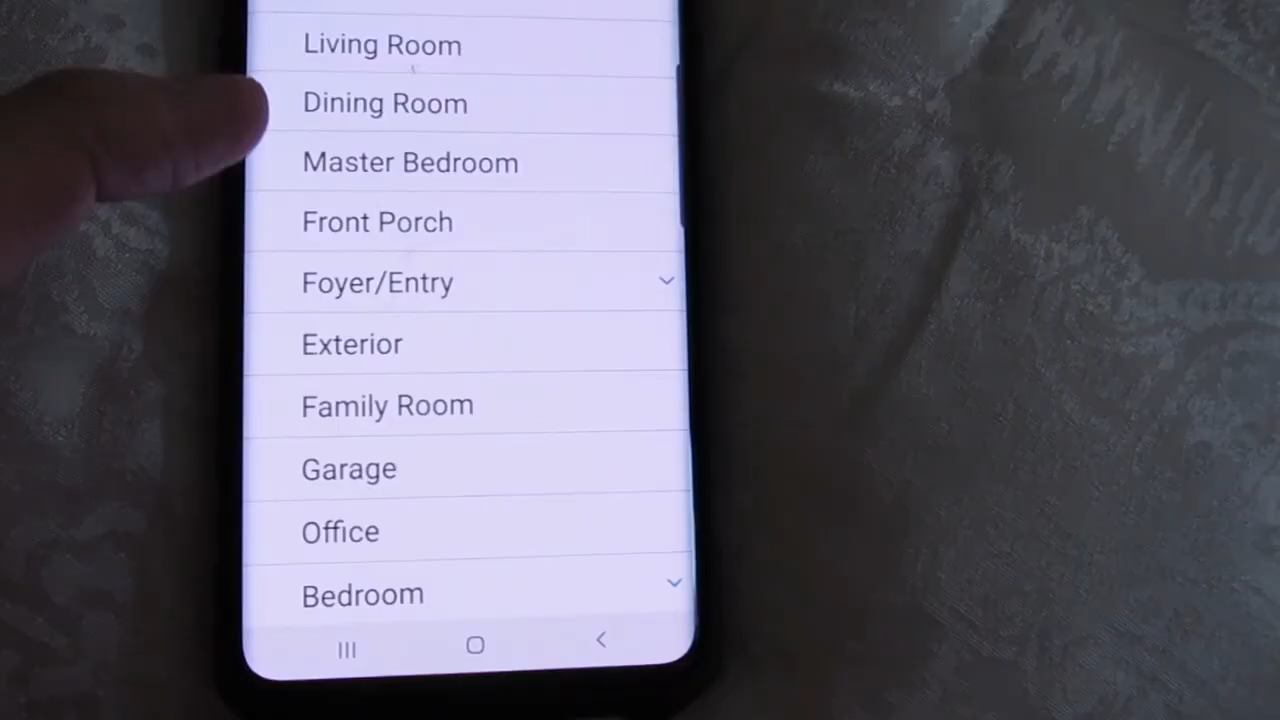 Living Room
Dining Room
Master Bedroom
Front Porch
Foyer/Entry
Exterior
Family Room
Garage
Office
Bedroom